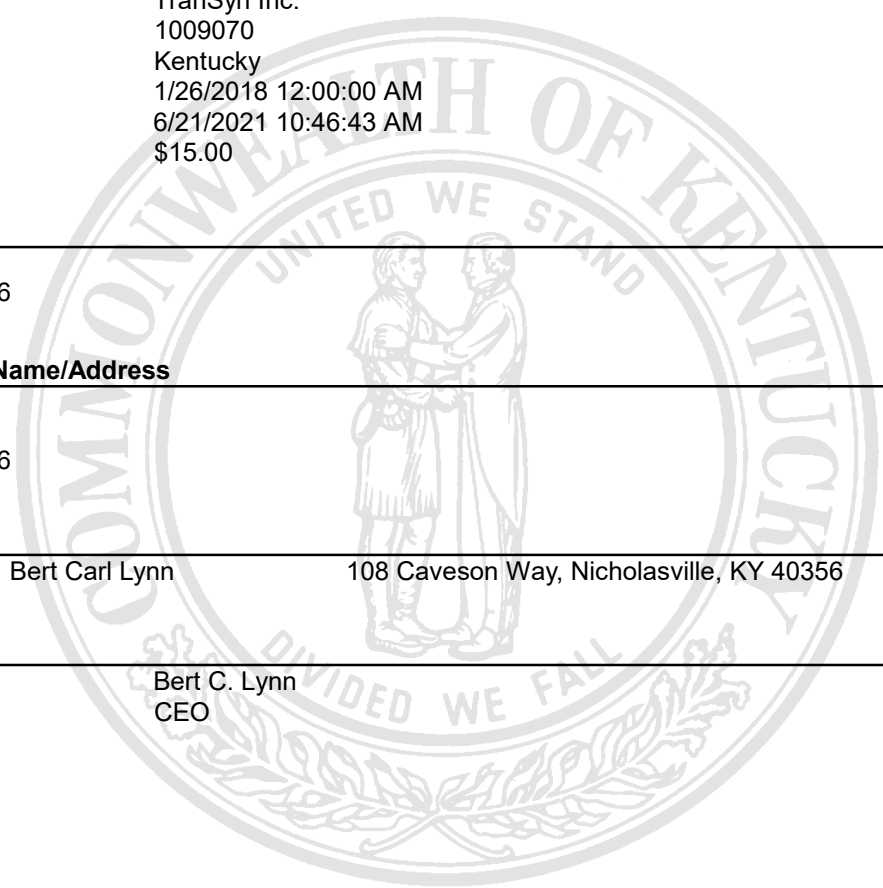 TranSyn Inc.
1009070
Kentucky
1/26/2018 12:00:00 AM
6/21/2021 10:46:43 AM
$15.00
6
Name/Address
6
Bert Carl Lynn 108 Caveson Way, Nicholasville, KY 40356
Bert C. Lynn
CEO
COMMONWEALTH OF KENTUCKY
UNITED WE STAND
DIVIDED WE FALL